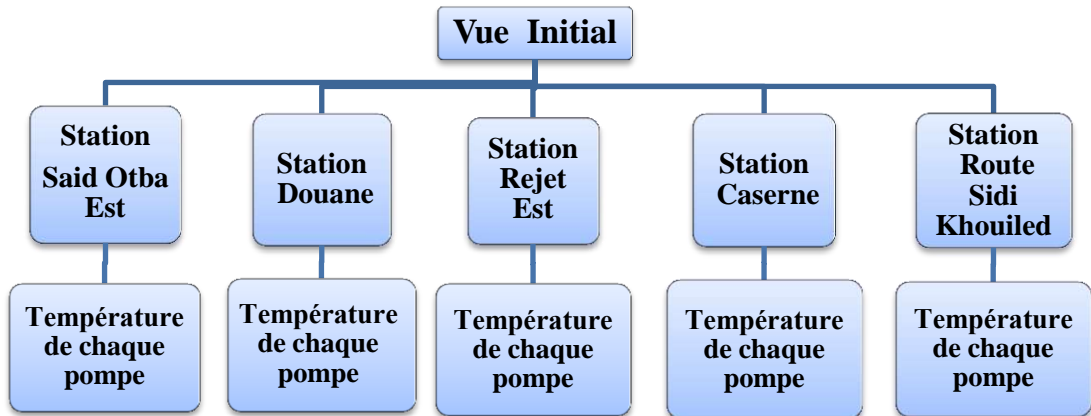 Vue Initial
Station
Said Otba
Est
Station
Douane
Station
Rejet
Est
Station
Caserne
Station
Route
Sidi
Khouiled
Température
de chaque
pompe
Température
de chaque
pompe
Température
de chaque
pompe
Température
de chaque
pompe
Température
de chaque
pompe